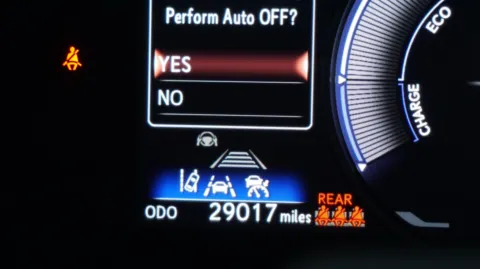 Perform Auto OFF?
YES
NO
ECO
CHARGE
REAR
ODO 29017 miles